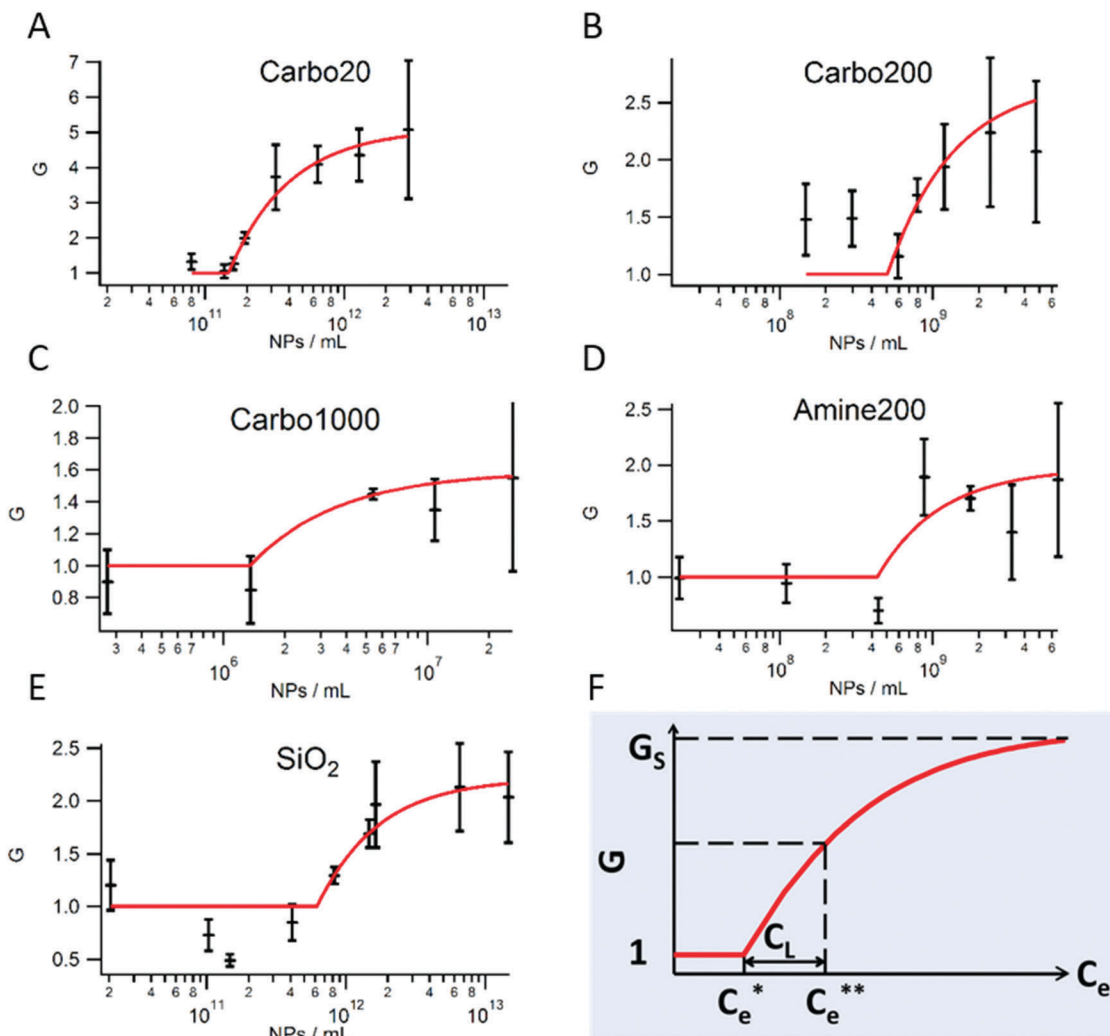 A
Carbo20
7
6
5
4
3
2
1
G
2 4 6 8 2 4 6 8 2 4 6 8
10¹¹ 10¹² 10¹³
NPs / mL
B
Carbo200
2.5
2.0
1.5
1.0
G
4 6 8 2 4 6 8 2 4 6
10⁸ 10⁹
NPs / mL
C
Carbo1000
2.0
1.8
1.6
1.4
1.2
1.0
0.8
G
3 4 5 6 7 2 3 4 5 6 7 2
10⁶ 10⁷
NPs / mL
D
Amine200
2.5
2.0
1.5
1.0
G
4 6 8 2 4 6 8 2 4 6
10⁸ 10⁹
NPs / mL
E
SiO₂
2.5
2.0
1.5
1.0
0.5
G
2 4 6 8 2 4 6 8 2 4 6 8
10¹¹ 10¹² 10¹³
NPs / mL
F
G_S
G
1
C_L
C_e* C_e** C_e